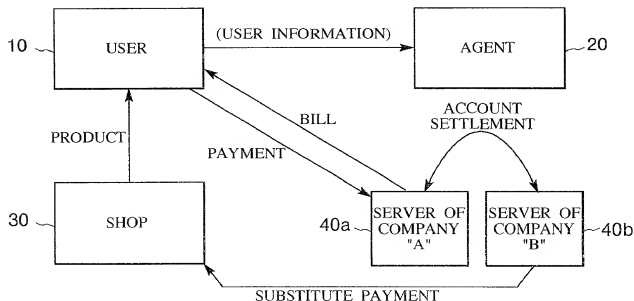 10
USER
(USER INFORMATION)
AGENT
20
PRODUCT
BILL
PAYMENT
ACCOUNT
SETTLEMENT
30
SHOP
40a
SERVER OF
COMPANY
"A"
SERVER OF
COMPANY
"B"
40b
SUBSTITUTE PAYMENT